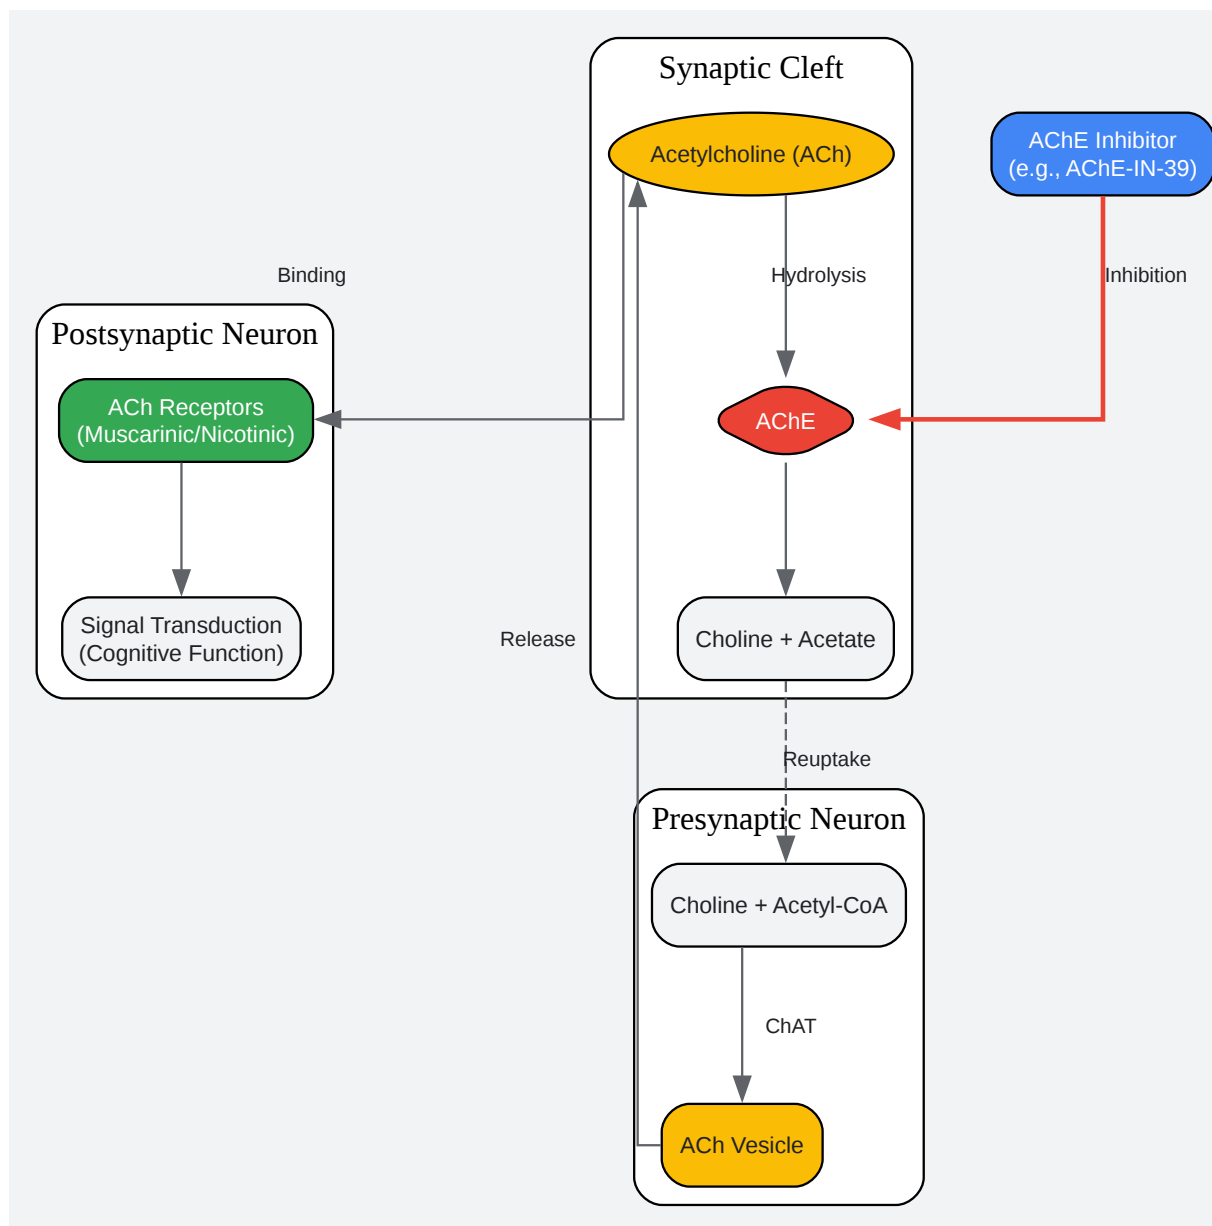 Synaptic Cleft
Acetylcholine (ACh)
AChE Inhibitor
(e.g., AChE-IN-39)
Binding
Hydrolysis
Inhibition
Postsynaptic Neuron
ACh Receptors
(Muscarinic/Nicotinic)
AChE
Signal Transduction
(Cognitive Function)
Release
Choline + Acetate
Reuptake
Presynaptic Neuron
Choline + Acetyl-CoA
ChAT
ACh Vesicle